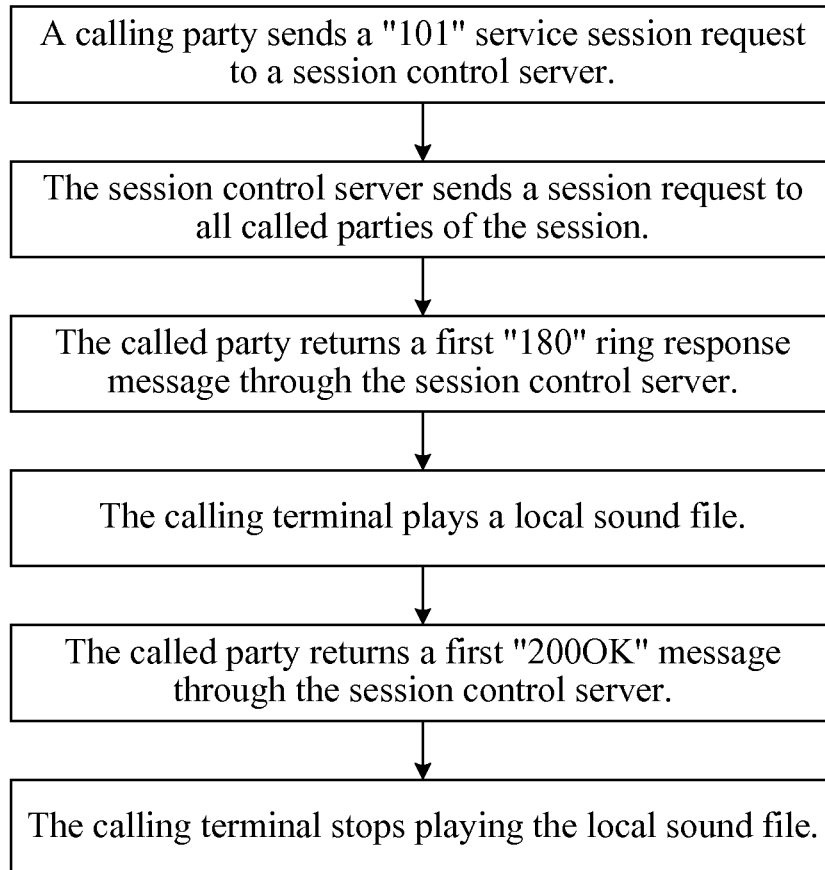 A calling party sends a "101" service session request
to a session control server.
The session control server sends a session request to
all called parties of the session.
The called party returns a first "180" ring response
message through the session control server.
The calling terminal plays a local sound file.
The called party returns a first "200OK" message
through the session control server.
The calling terminal stops playing the local sound file.